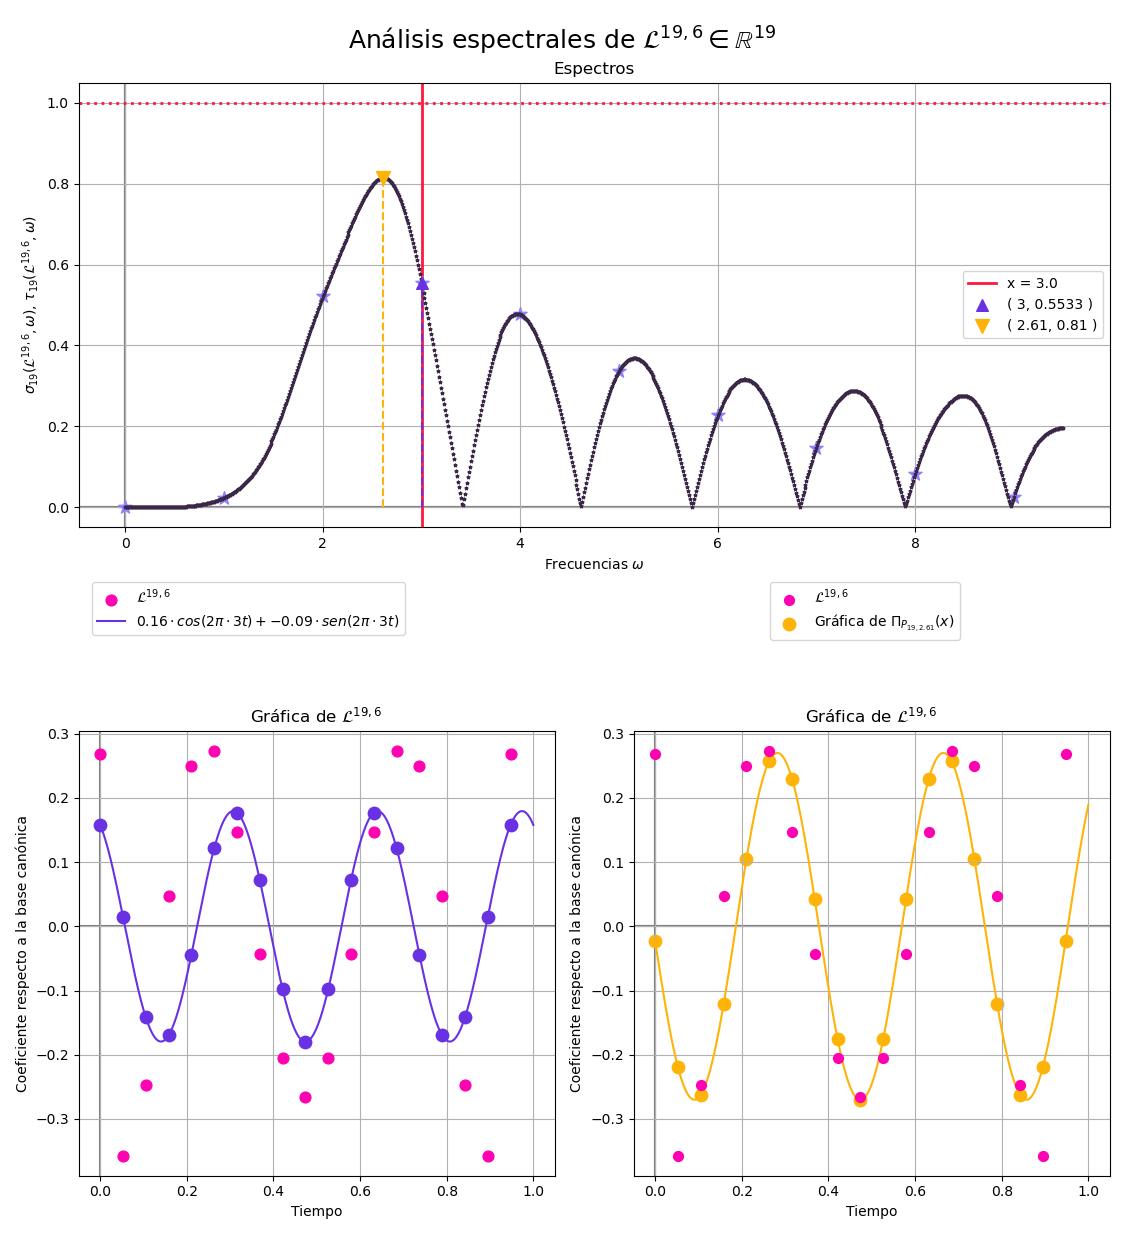 Análisis espectrales de $\mathcal{L}^{19,6} \in \mathbb{R}^{19}$
Espectros
1.0
0.8
0.6
0.4
0.2
0.0
$\sigma_{19}(\mathcal{L}^{19,6}, \omega), \tau_{19}(\mathcal{L}^{19,6}, \omega)$
x = 3.0
( 3, 0.5533 )
( 2.61, 0.81 )
0 2 4 6 8
Frecuencias $\omega$
$\mathcal{L}^{19,6}$
$0.16 \cdot cos(2\pi \cdot 3t) + -0.09 \cdot sen(2\pi \cdot 3t)$
$\mathcal{L}^{19,6}$
Gráfica de $\Pi_{P_{19,2.61}}(x)$
Gráfica de $\mathcal{L}^{19,6}$
0.3
0.2
0.1
0.0
−0.1
−0.2
−0.3
Coeficiente respecto a la base canónica
0.0 0.2 0.4 0.6 0.8 1.0
Tiempo
Gráfica de $\mathcal{L}^{19,6}$
0.3
0.2
0.1
0.0
−0.1
−0.2
−0.3
Coeficiente respecto a la base canónica
0.0 0.2 0.4 0.6 0.8 1.0
Tiempo